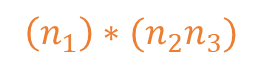 (n₁) ∗ (n₂n₃)